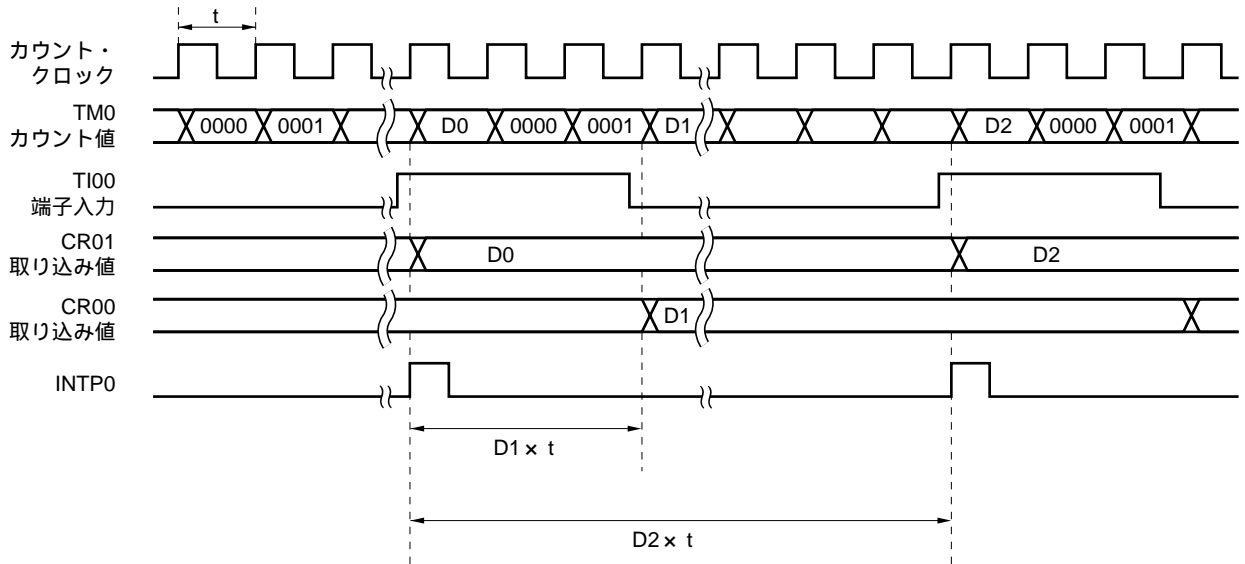 t
カウント・
クロック
TM0
カウント値
0000 0001 D0 0000 0001 D1 D2 0000 0001
TI00
端子入力
CR01
取り込み値
D0 D2
CR00
取り込み値
D1
INTP0
D1× t
D2× t